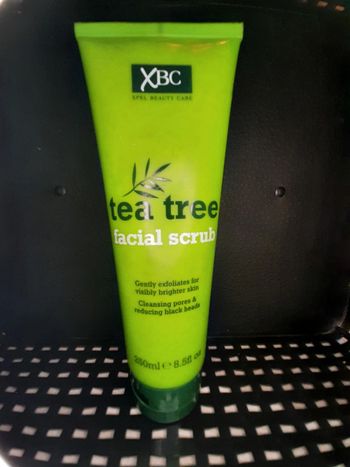 XBC
XPEL BEAUTY CARE
tea tree
facial scrub
Gently exfoliates for
visibly brighter skin
Cleansing pores &
reducing black heads
250ml e 8.5fl oz